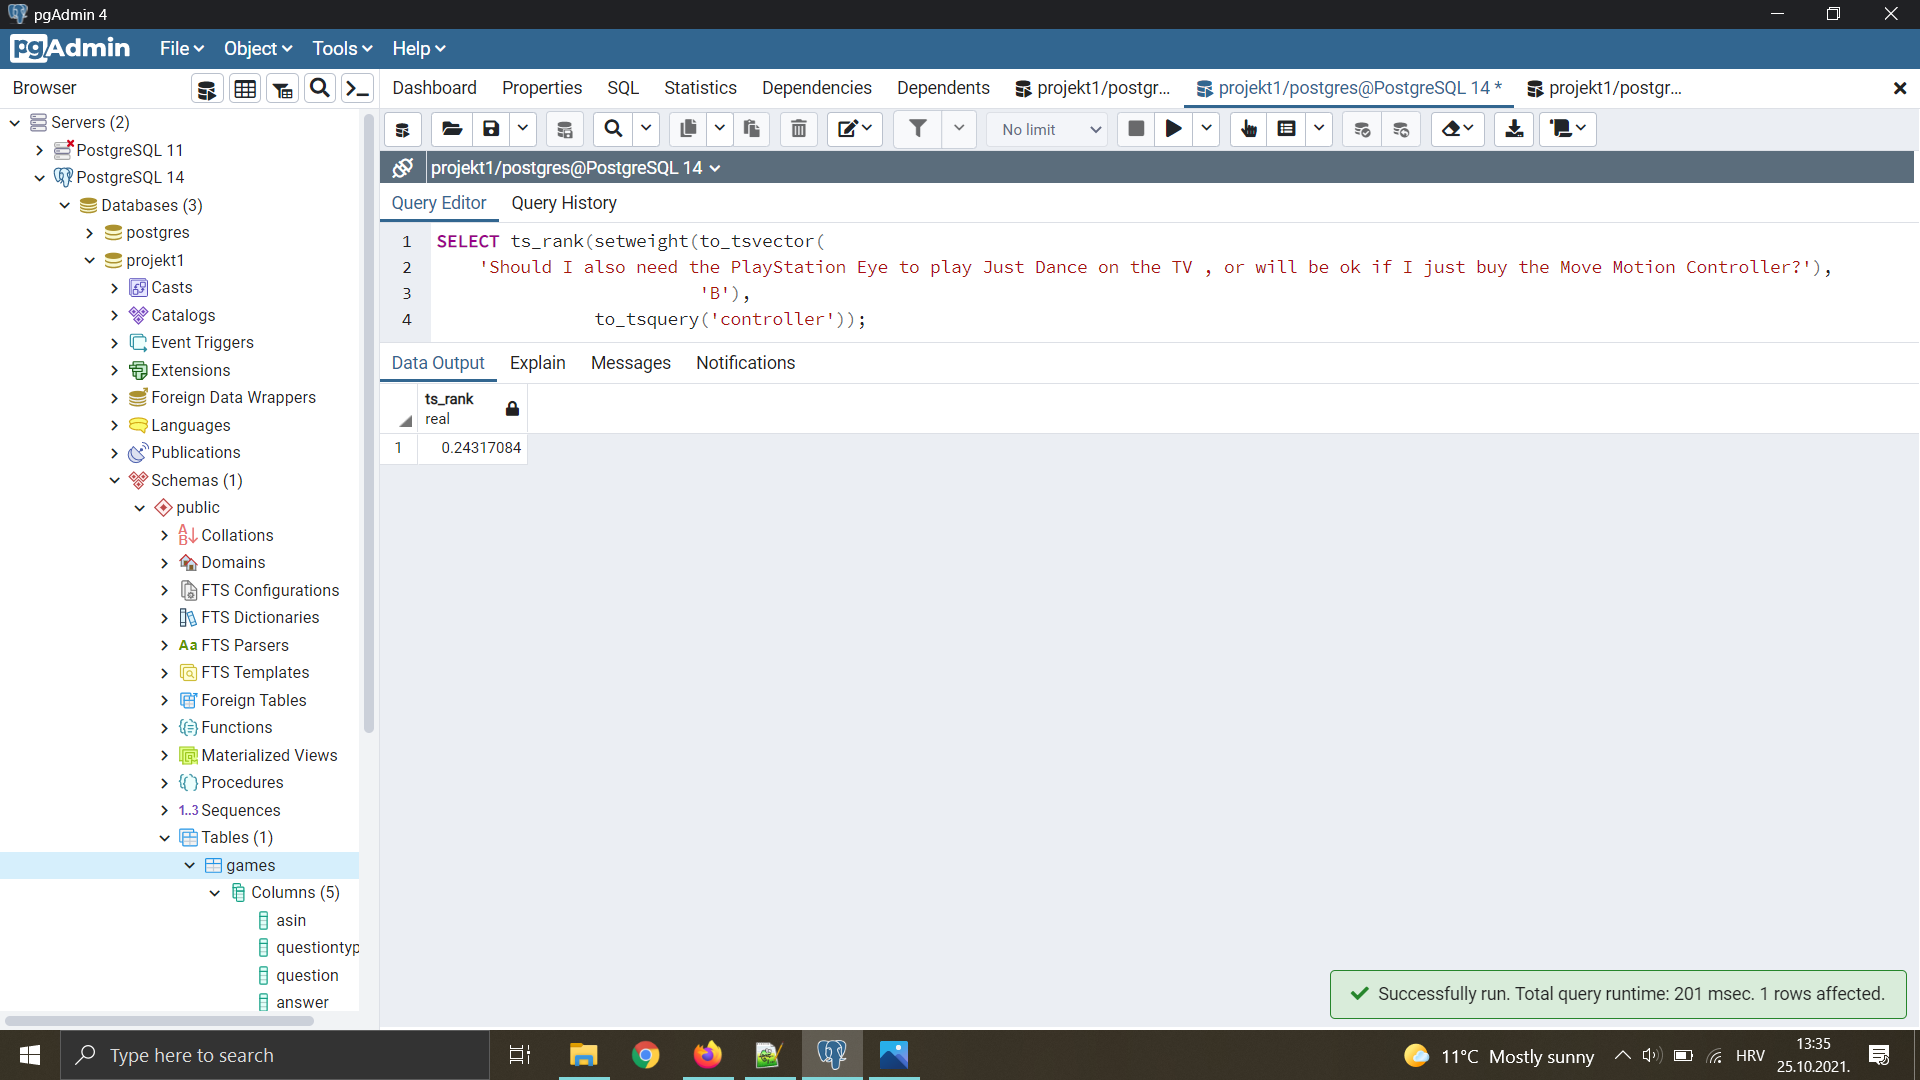 pgAdmin 4
pgAdmin File Object Tools Help
Browser
Dashboard Properties SQL Statistics Dependencies Dependents projekt1/postgr... projekt1/postgres@PostgreSQL 14 * projekt1/postgr...
No limit
projekt1/postgres@PostgreSQL 14
Query Editor Query History
1 SELECT ts_rank(setweight(to_tsvector(
2 'Should I also need the PlayStation Eye to play Just Dance on the TV , or will be ok if I just buy the Move Motion Controller?'),
3 'B'),
4 to_tsquery('controller'));
Data Output Explain Messages Notifications
ts_rank
real
1 0.24317084
Servers (2)
PostgreSQL 11
PostgreSQL 14
Databases (3)
postgres
projekt1
Casts
Catalogs
Event Triggers
Extensions
Foreign Data Wrappers
Languages
Publications
Schemas (1)
public
Collations
Domains
FTS Configurations
FTS Dictionaries
Aa FTS Parsers
FTS Templates
Foreign Tables
Functions
Materialized Views
Procedures
1..3 Sequences
Tables (1)
games
Columns (5)
asin
questiontyp
question
answer
Successfully run. Total query runtime: 201 msec. 1 rows affected.
Type here to search
11°C Mostly sunny
HRV
13:35
25.10.2021.